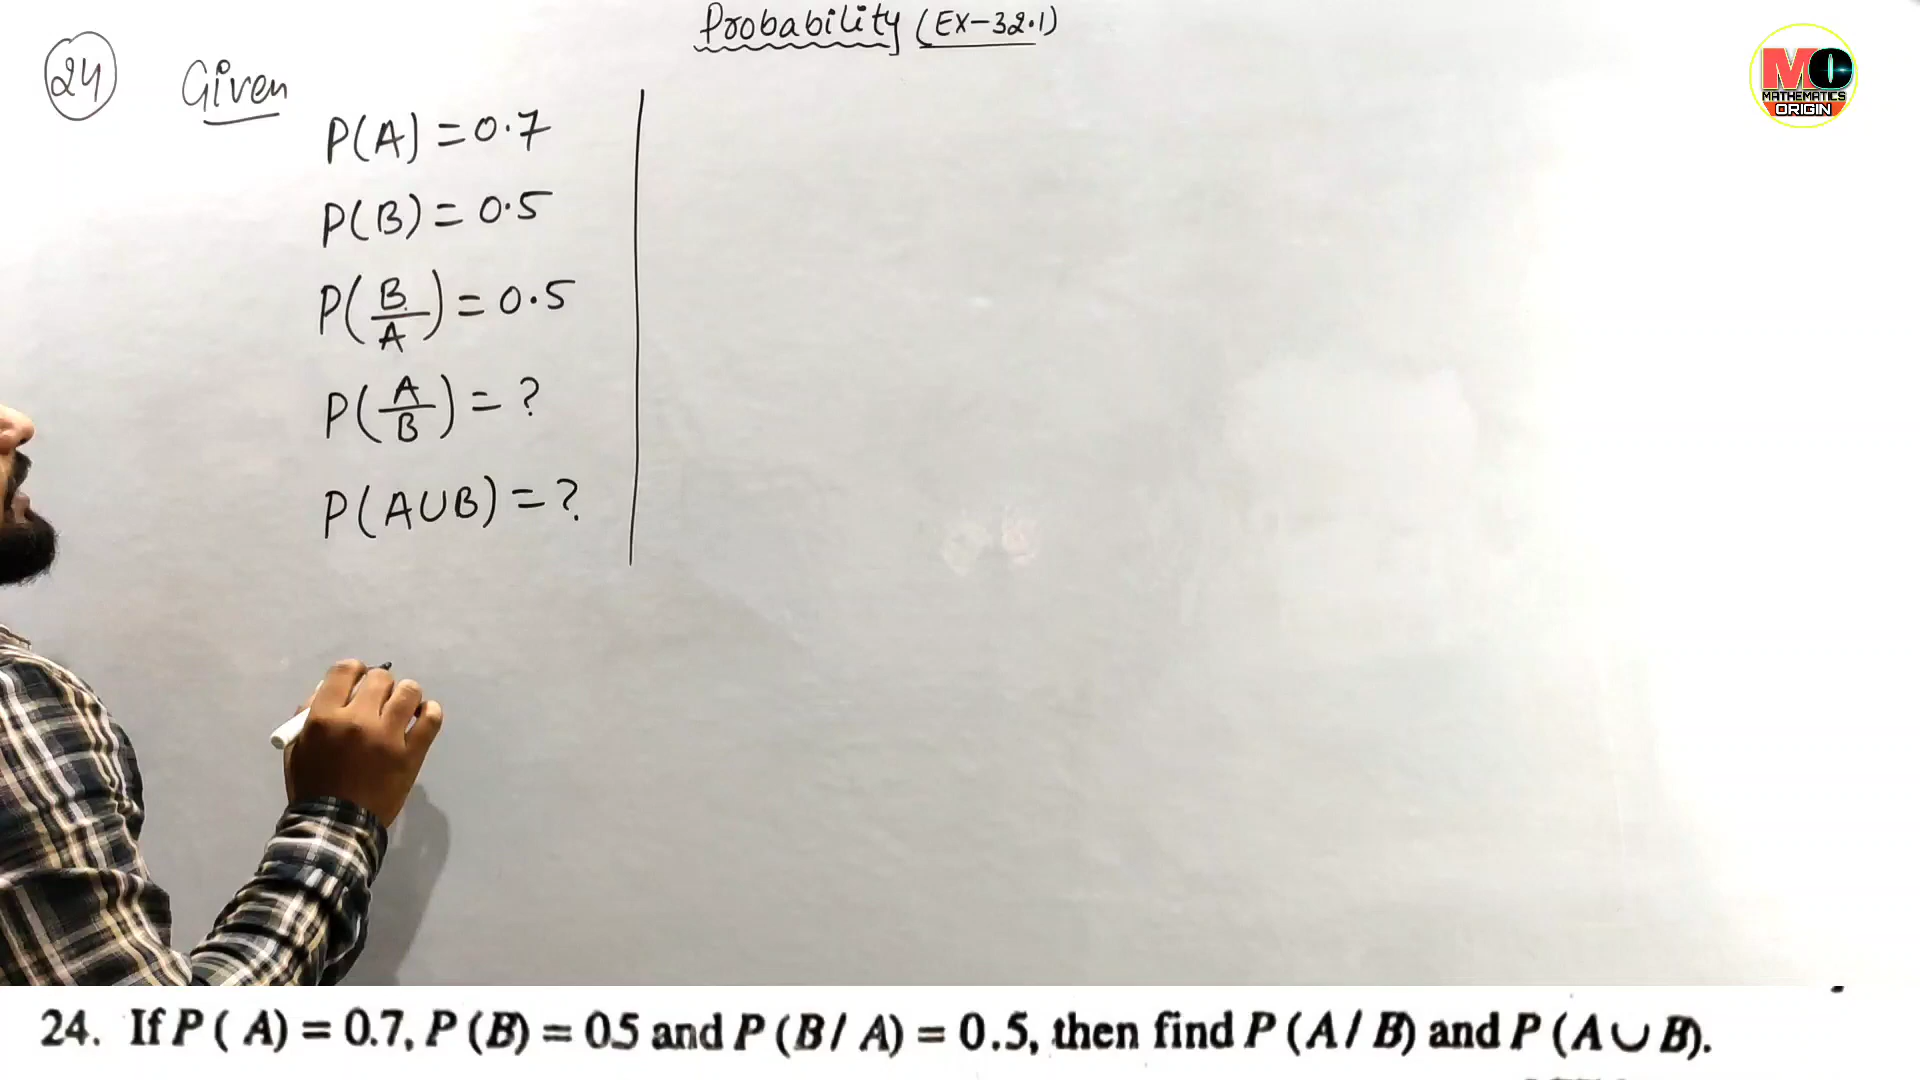 Probability (EX-32.1)
MO
MATHEMATICS
ORIGIN
24 Given
P(A) = 0.7
P(B) = 0.5
P(B/A) = 0.5
P(A/B) = ?
P(A∪B) = ?
24. If P ( A) = 0.7, P (B) = 05 and P (B / A) = 0.5, then find P (A / B) and P (A ∪ B).